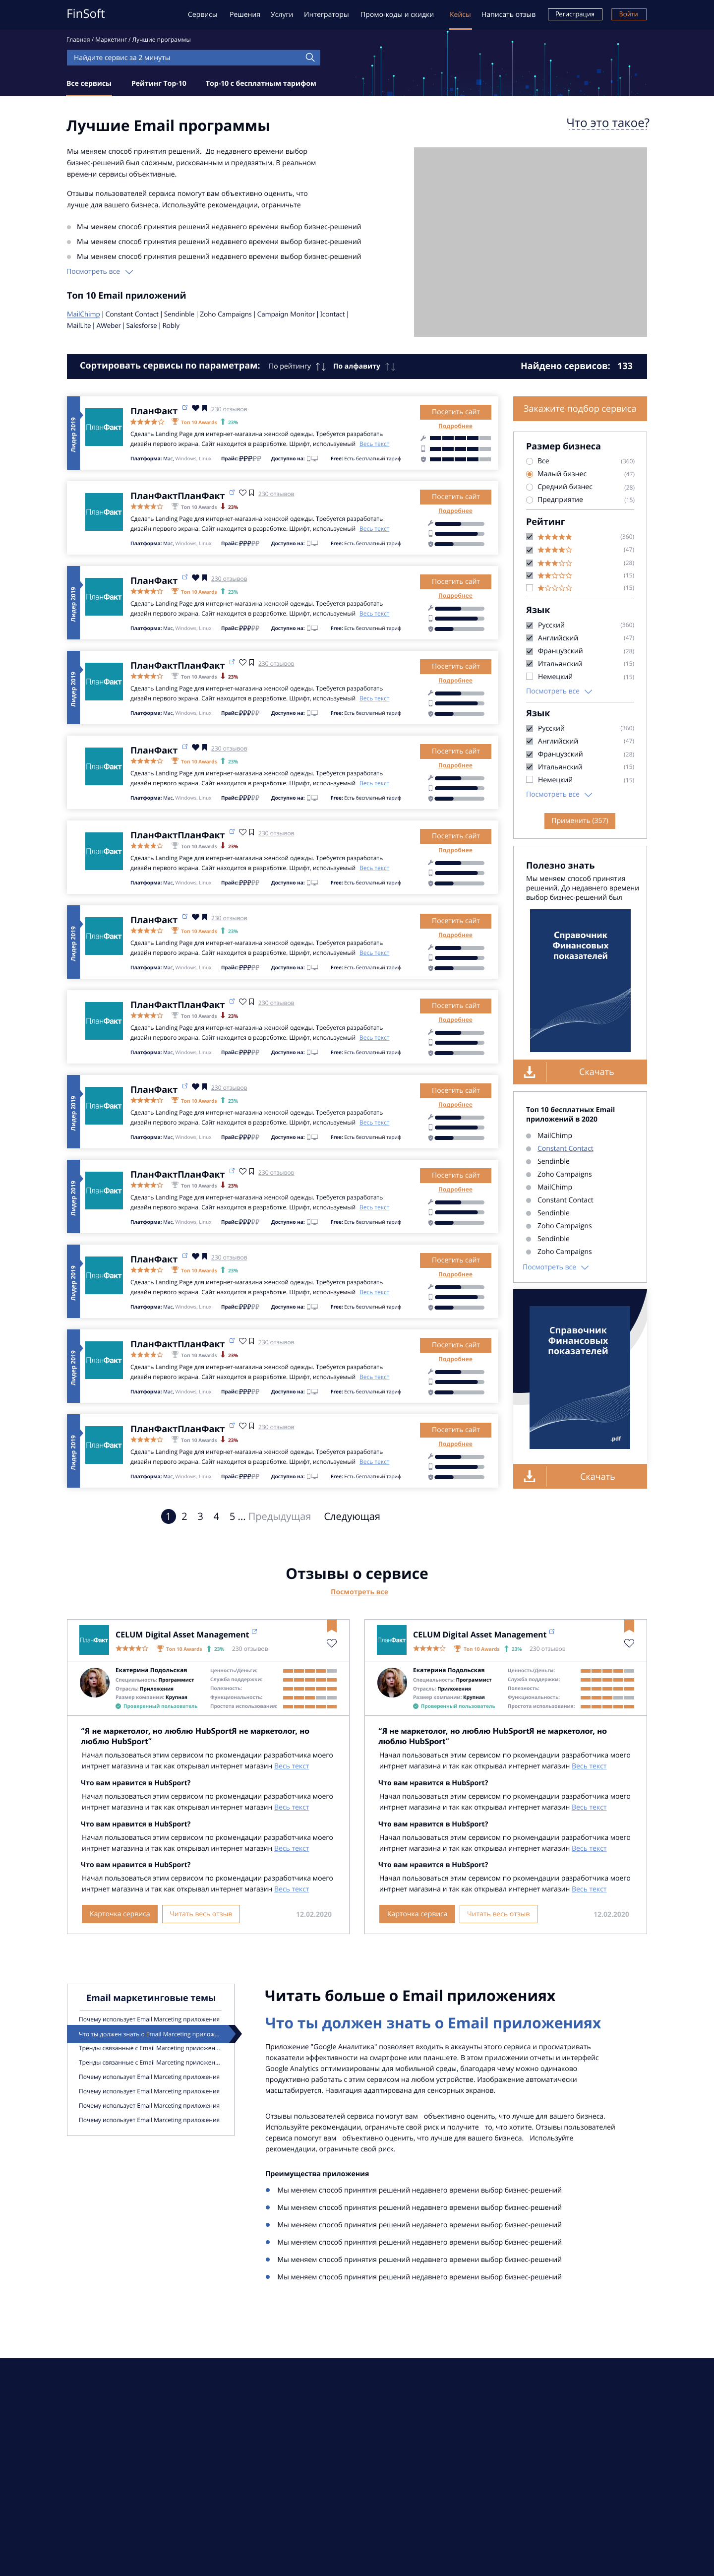 FinSoft
Сервисы Решения Услуги Интеграторы Промо-коды и скидки Кейсы Написать отзыв Регистрация Войти
Главная / Маркетинг / Лучшие программы
Найдите сервис за 2 минуты
Все сервисы Рейтинг Top-10 Top-10 с бесплатным тарифом
Лучшие Email программы
Что это такое?
Мы меняем способ принятия решений. До недавнего времени выбор
бизнес-решений был сложным, рискованным и предвзятым. В реальном
времени сервисы объективные.
Отзывы пользователей сервиса помогут вам объективно оценить, что
лучше для вашего бизнеса. Используйте рекомендации, ограничьте
Мы меняем способ принятия решений недавнего времени выбор бизнес-решений
Мы меняем способ принятия решений недавнего времени выбор бизнес-решений
Мы меняем способ принятия решений недавнего времени выбор бизнес-решений
Посмотреть все
Топ 10 Email приложений
MailChimp | Constant Contact | Sendinble | Zoho Campaigns | Campaign Monitor | Icontact |
MailLite | AWeber | Salesforse | Robly
Сортировать сервисы по параметрам: По рейтингу По алфавиту Найдено сервисов: 133
Лидер 2019
ПланФакт
ПланФакт 230 отзывов
Топ 10 Awards 23%
Сделать Landing Page для интернет-магазина женской одежды. Требуется разработать
дизайн первого экрана. Сайт находится в разработке. Шрифт, используемый Весь текст
Платформа: Mac, Windows, Linux Прайс: ₽₽₽₽₽ Доступно на: Free: Есть бесплатный тариф
Посетить сайт
Подробнее
ПланФакт
ПланФактПланФакт 230 отзывов
Топ 10 Awards 23%
Сделать Landing Page для интернет-магазина женской одежды. Требуется разработать
дизайн первого экрана. Сайт находится в разработке. Шрифт, используемый Весь текст
Платформа: Mac, Windows, Linux Прайс: ₽₽₽₽₽ Доступно на: Free: Есть бесплатный тариф
Посетить сайт
Подробнее
Лидер 2019
ПланФакт
ПланФакт 230 отзывов
Топ 10 Awards 23%
Сделать Landing Page для интернет-магазина женской одежды. Требуется разработать
дизайн первого экрана. Сайт находится в разработке. Шрифт, используемый Весь текст
Платформа: Mac, Windows, Linux Прайс: ₽₽₽₽₽ Доступно на: Free: Есть бесплатный тариф
Посетить сайт
Подробнее
Лидер 2019
ПланФакт
ПланФактПланФакт 230 отзывов
Топ 10 Awards 23%
Сделать Landing Page для интернет-магазина женской одежды. Требуется разработать
дизайн первого экрана. Сайт находится в разработке. Шрифт, используемый Весь текст
Платформа: Mac, Windows, Linux Прайс: ₽₽₽₽₽ Доступно на: Free: Есть бесплатный тариф
Посетить сайт
Подробнее
ПланФакт
ПланФакт 230 отзывов
Топ 10 Awards 23%
Сделать Landing Page для интернет-магазина женской одежды. Требуется разработать
дизайн первого экрана. Сайт находится в разработке. Шрифт, используемый Весь текст
Платформа: Mac, Windows, Linux Прайс: ₽₽₽₽₽ Доступно на: Free: Есть бесплатный тариф
Посетить сайт
Подробнее
ПланФакт
ПланФактПланФакт 230 отзывов
Топ 10 Awards 23%
Сделать Landing Page для интернет-магазина женской одежды. Требуется разработать
дизайн первого экрана. Сайт находится в разработке. Шрифт, используемый Весь текст
Платформа: Mac, Windows, Linux Прайс: ₽₽₽₽₽ Доступно на: Free: Есть бесплатный тариф
Посетить сайт
Подробнее
Лидер 2019
ПланФакт
ПланФакт 230 отзывов
Топ 10 Awards 23%
Сделать Landing Page для интернет-магазина женской одежды. Требуется разработать
дизайн первого экрана. Сайт находится в разработке. Шрифт, используемый Весь текст
Платформа: Mac, Windows, Linux Прайс: ₽₽₽₽₽ Доступно на: Free: Есть бесплатный тариф
Посетить сайт
Подробнее
ПланФакт
ПланФактПланФакт 230 отзывов
Топ 10 Awards 23%
Сделать Landing Page для интернет-магазина женской одежды. Требуется разработать
дизайн первого экрана. Сайт находится в разработке. Шрифт, используемый Весь текст
Платформа: Mac, Windows, Linux Прайс: ₽₽₽₽₽ Доступно на: Free: Есть бесплатный тариф
Посетить сайт
Подробнее
Лидер 2019
ПланФакт
ПланФакт 230 отзывов
Топ 10 Awards 23%
Сделать Landing Page для интернет-магазина женской одежды. Требуется разработать
дизайн первого экрана. Сайт находится в разработке. Шрифт, используемый Весь текст
Платформа: Mac, Windows, Linux Прайс: ₽₽₽₽₽ Доступно на: Free: Есть бесплатный тариф
Посетить сайт
Подробнее
Лидер 2019
ПланФакт
ПланФактПланФакт 230 отзывов
Топ 10 Awards 23%
Сделать Landing Page для интернет-магазина женской одежды. Требуется разработать
дизайн первого экрана. Сайт находится в разработке. Шрифт, используемый Весь текст
Платформа: Mac, Windows, Linux Прайс: ₽₽₽₽₽ Доступно на: Free: Есть бесплатный тариф
Посетить сайт
Подробнее
Лидер 2019
ПланФакт
ПланФакт 230 отзывов
Топ 10 Awards 23%
Сделать Landing Page для интернет-магазина женской одежды. Требуется разработать
дизайн первого экрана. Сайт находится в разработке. Шрифт, используемый Весь текст
Платформа: Mac, Windows, Linux Прайс: ₽₽₽₽₽ Доступно на: Free: Есть бесплатный тариф
Посетить сайт
Подробнее
Лидер 2019
ПланФакт
ПланФактПланФакт 230 отзывов
Топ 10 Awards 23%
Сделать Landing Page для интернет-магазина женской одежды. Требуется разработать
дизайн первого экрана. Сайт находится в разработке. Шрифт, используемый Весь текст
Платформа: Mac, Windows, Linux Прайс: ₽₽₽₽₽ Доступно на: Free: Есть бесплатный тариф
Посетить сайт
Подробнее
Лидер 2019
ПланФакт
ПланФактПланФакт 230 отзывов
Топ 10 Awards 23%
Сделать Landing Page для интернет-магазина женской одежды. Требуется разработать
дизайн первого экрана. Сайт находится в разработке. Шрифт, используемый Весь текст
Платформа: Mac, Windows, Linux Прайс: ₽₽₽₽₽ Доступно на: Free: Есть бесплатный тариф
Посетить сайт
Подробнее
1 2 3 4 5 ... Предыдущая Следующая
Закажите подбор сервиса
Размер бизнеса
Все (360)
Малый бизнес (47)
Средний бизнес (28)
Предприятие (15)
Рейтинг
(360)
(47)
(28)
(15)
(15)
Язык
Русский (360)
Английский (47)
Французский (28)
Итальянский (15)
Немецкий (15)
Посмотреть все
Язык
Русский (360)
Английский (47)
Французский (28)
Итальянский (15)
Немецкий (15)
Посмотреть все
Применить (357)
Полезно знать
Мы меняем способ принятия
решений. До недавнего времени
выбор бизнес-решений был
Справочник
Финансовых
показателей
Скачать
Топ 10 бесплатных Email
приложений в 2020
MailChimp
Constant Contact
Sendinble
Zoho Campaigns
MailChimp
Constant Contact
Sendinble
Zoho Campaigns
Sendinble
Zoho Campaigns
Посмотреть все
Справочник
Финансовых
показателей
.pdf
Скачать
Отзывы о сервисе
Посмотреть все
ПланФакт
CELUM Digital Asset Management
Топ 10 Awards 23% 230 отзывов
Екатерина Подольская
Специальность: Программист
Отрасль: Приложения
Размер компании: Крупная
Проверенный пользователь
Ценность/Деньги:
Служба поддержки:
Полезность:
Функциональность:
Простота использования:
"Я не маркетолог, но люблю HubSportЯ не маркетолог, но
люблю HubSport"
Начал пользоваться этим сервисом по ркомендации разработчика моего
интрнет магазина и так как открывал интернет магазин Весь текст
Что вам нравится в HubSport?
Начал пользоваться этим сервисом по ркомендации разработчика моего
интрнет магазина и так как открывал интернет магазин Весь текст
Что вам нравится в HubSport?
Начал пользоваться этим сервисом по ркомендации разработчика моего
интрнет магазина и так как открывал интернет магазин Весь текст
Что вам нравится в HubSport?
Начал пользоваться этим сервисом по ркомендации разработчика моего
интрнет магазина и так как открывал интернет магазин Весь текст
Карточка сервиса Читать весь отзыв 12.02.2020
ПланФакт
CELUM Digital Asset Management
Топ 10 Awards 23% 230 отзывов
Екатерина Подольская
Специальность: Программист
Отрасль: Приложения
Размер компании: Крупная
Проверенный пользователь
Ценность/Деньги:
Служба поддержки:
Полезность:
Функциональность:
Простота использования:
"Я не маркетолог, но люблю HubSportЯ не маркетолог, но
люблю HubSport"
Начал пользоваться этим сервисом по ркомендации разработчика моего
интрнет магазина и так как открывал интернет магазин Весь текст
Что вам нравится в HubSport?
Начал пользоваться этим сервисом по ркомендации разработчика моего
интрнет магазина и так как открывал интернет магазин Весь текст
Что вам нравится в HubSport?
Начал пользоваться этим сервисом по ркомендации разработчика моего
интрнет магазина и так как открывал интернет магазин Весь текст
Что вам нравится в HubSport?
Начал пользоваться этим сервисом по ркомендации разработчика моего
интрнет магазина и так как открывал интернет магазин Весь текст
Карточка сервиса Читать весь отзыв 12.02.2020
Email маркетинговые темы
Почему использует Email Marceting приложения
Что ты должен знать о Email Marceting прилож...
Тренды связанные с Email Marceting приложен...
Тренды связанные с Email Marceting приложен...
Почему использует Email Marceting приложения
Почему использует Email Marceting приложения
Почему использует Email Marceting приложения
Почему использует Email Marceting приложения
Читать больше о Email приложениях
Что ты должен знать о Email приложениях
Приложение "Google Аналитика" позволяет входить в аккаунты этого сервиса и просматривать
показатели эффективности на смартфоне или планшете. В этом приложении отчеты и интерфейс
Google Analytics оптимизированы для мобильной среды, благодаря чему можно одинаково
продуктивно работать с этим сервисом на любом устройстве. Изображение автоматически
масштабируется. Навигация адаптирована для сенсорных экранов.
Отзывы пользователей сервиса помогут вам объективно оценить, что лучше для вашего бизнеса.
Используйте рекомендации, ограничьте свой риск и получите то, что хотите. Отзывы пользователей
сервиса помогут вам объективно оценить, что лучше для вашего бизнеса. Используйте
рекомендации, ограничьте свой риск.
Преимущества приложения
Мы меняем способ принятия решений недавнего времени выбор бизнес-решений
Мы меняем способ принятия решений недавнего времени выбор бизнес-решений
Мы меняем способ принятия решений недавнего времени выбор бизнес-решений
Мы меняем способ принятия решений недавнего времени выбор бизнес-решений
Мы меняем способ принятия решений недавнего времени выбор бизнес-решений
Мы меняем способ принятия решений недавнего времени выбор бизнес-решений